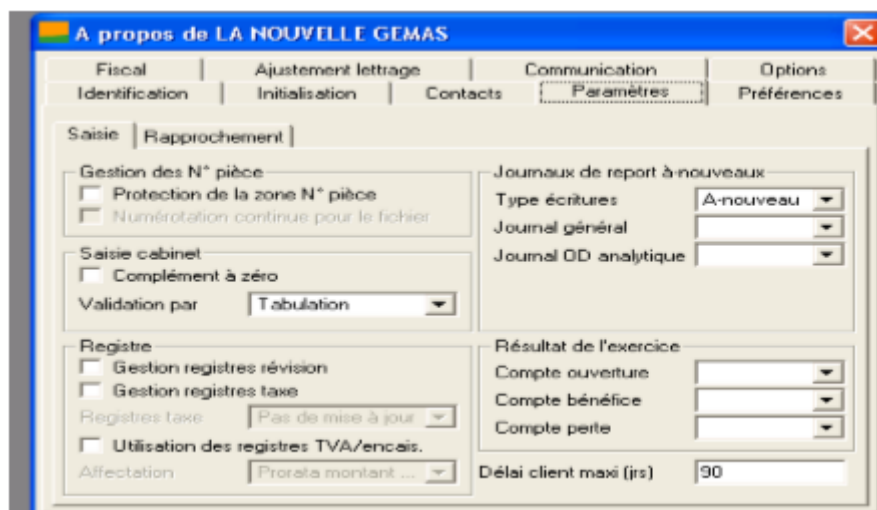 A propos de LA NOUVELLE GEMAS
Fiscal Ajustement lettrage Communication Options
Identification Initialisation Contacts Paramètres Préférences
Saisie Rapprochement
Gestion des N° pièce
Protection de la zone N° pièce
Numérotation continue pour le fichier
Saisie cabinet
Complément à zéro
Validation par Tabulation
Registre
Gestion registres révision
Gestion registres taxe
Registres taxe Pas de mise à jour
Utilisation des registres TVA/encais.
Affectation Prorata montant ...
Journaux de report à-nouveaux
Type écritures A-nouveau
Journal général
Journal OD analytique
Résultat de l'exercice
Compte ouverture
Compte bénéfice
Compte perte
Délai client maxi (jrs) 90